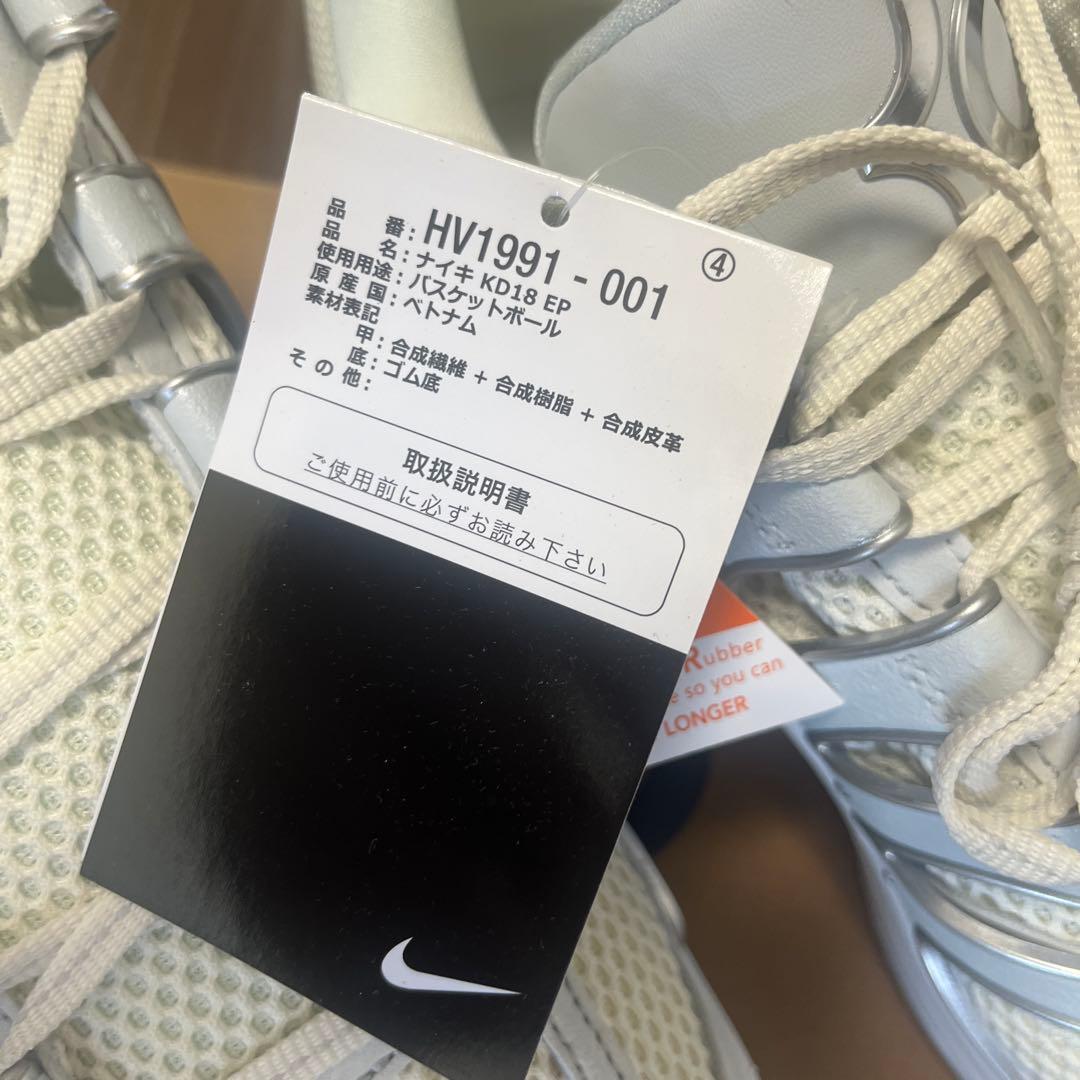 品番: HV1991 - 001 ④
品名: ナイキ KD18 EP
使用用途: バスケットボール
原産国: ベトナム
素材表記
甲: 合成繊維 + 合成樹脂 + 合成皮革
底: ゴム底
その他:
取扱説明書
ご使用前に必ずお読み下さい
Rubber
e so you can
LONGER